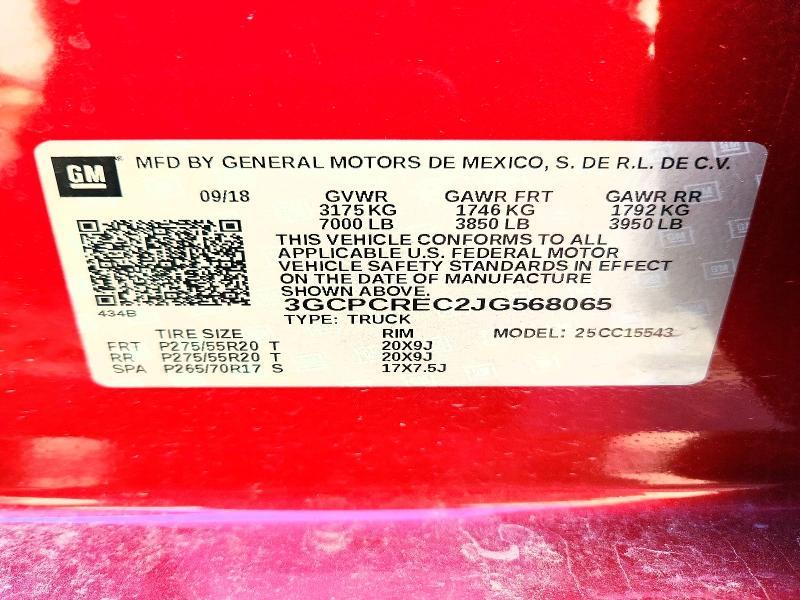 GM ® MFD BY GENERAL MOTORS DE MEXICO, S. DE R.L. DE C.V.
09/18 GVWR GAWR FRT GAWR RR
3175 KG 1746 KG 1792 KG
7000 LB 3850 LB 3950 LB
THIS VEHICLE CONFORMS TO ALL
APPLICABLE U.S. FEDERAL MOTOR
VEHICLE SAFETY STANDARDS IN EFFECT
ON THE DATE OF MANUFACTURE
SHOWN ABOVE.
3GCPCREC2JG568065
434B
TYPE: TRUCK
TIRE SIZE RIM MODEL: 25 CC15543
FRT P275/55R20 T 20X9J
RR P275/55R20 T 20X9J
SPA P265/70R17 S 17X7.5J